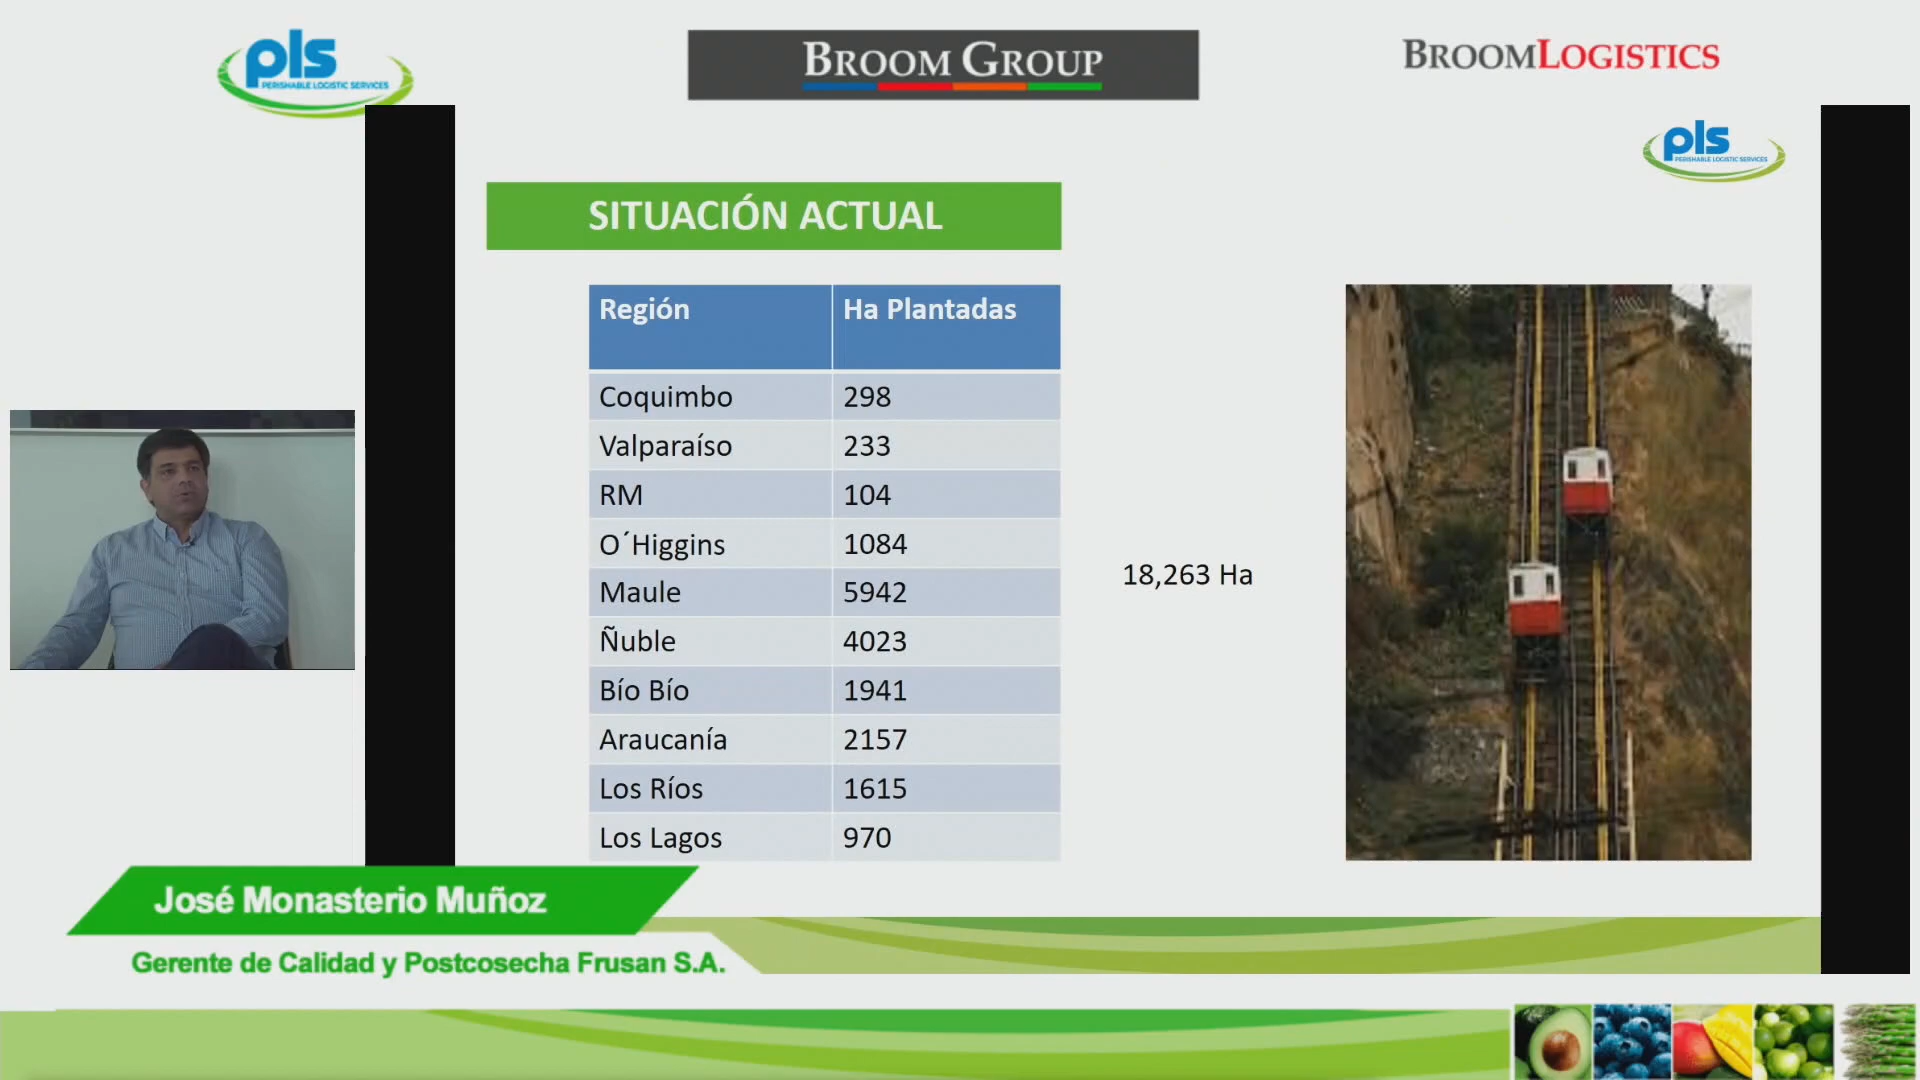 pls
PERISHABLE LOGISTIC SERVICES
BROOM GROUP
BROOMLOGISTICS
pls
PERISHABLE LOGISTIC SERVICES
SITUACIÓN ACTUAL
Región Ha Plantadas
Coquimbo 298
Valparaíso 233
RM 104
O´Higgins 1084
Maule 5942
Ñuble 4023
Bío Bío 1941
Araucanía 2157
Los Ríos 1615
Los Lagos 970
18,263 Ha
José Monasterio Muñoz
Gerente de Calidad y Postcosecha Frusan S.A.